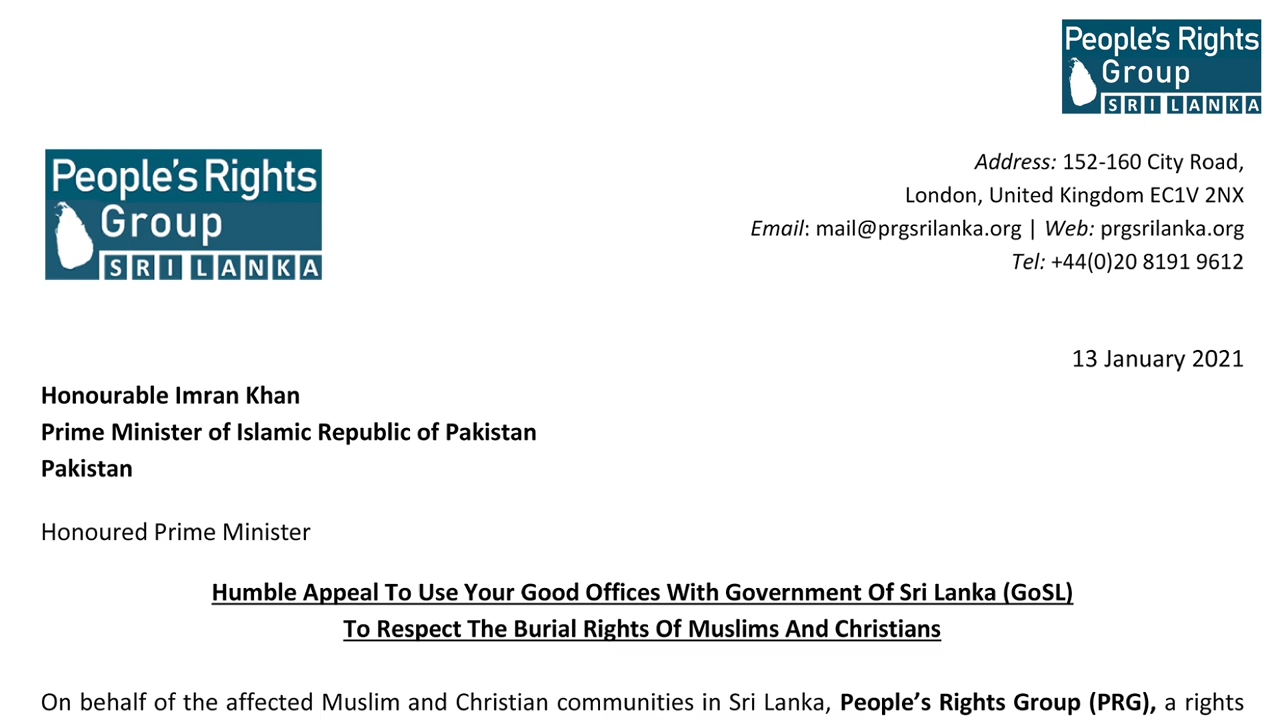 People's Rights
Group
SRI LANKA
People's Rights
Group
SRI LANKA
Address: 152-160 City Road,
London, United Kingdom EC1V 2NX
Email: mail@prgsrilanka.org | Web: prgsrilanka.org
Tel: +44(0)20 8191 9612
13 January 2021
Honourable Imran Khan
Prime Minister of Islamic Republic of Pakistan
Pakistan
Honoured Prime Minister
Humble Appeal To Use Your Good Offices With Government Of Sri Lanka (GoSL)
To Respect The Burial Rights Of Muslims And Christians
On behalf of the affected Muslim and Christian communities in Sri Lanka, People’s Rights Group (PRG), a rights